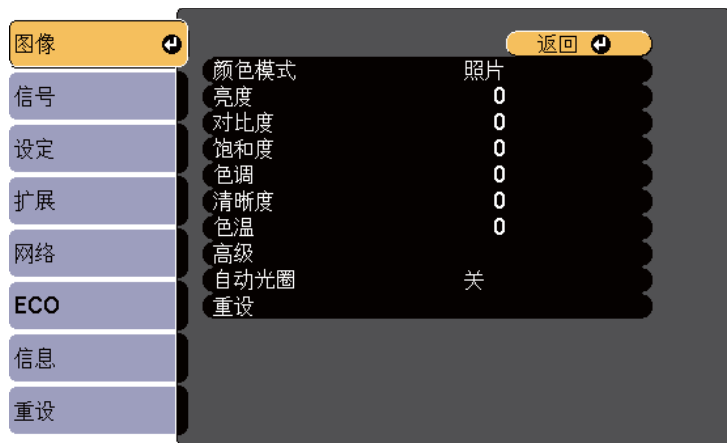 图像
信号
设定
扩展
网络
ECO
信息
重设
返回
颜色模式 照片
亮度 0
对比度 0
饱和度 0
色调 0
清晰度 0
色温 0
高级
自动光圈 关
重设